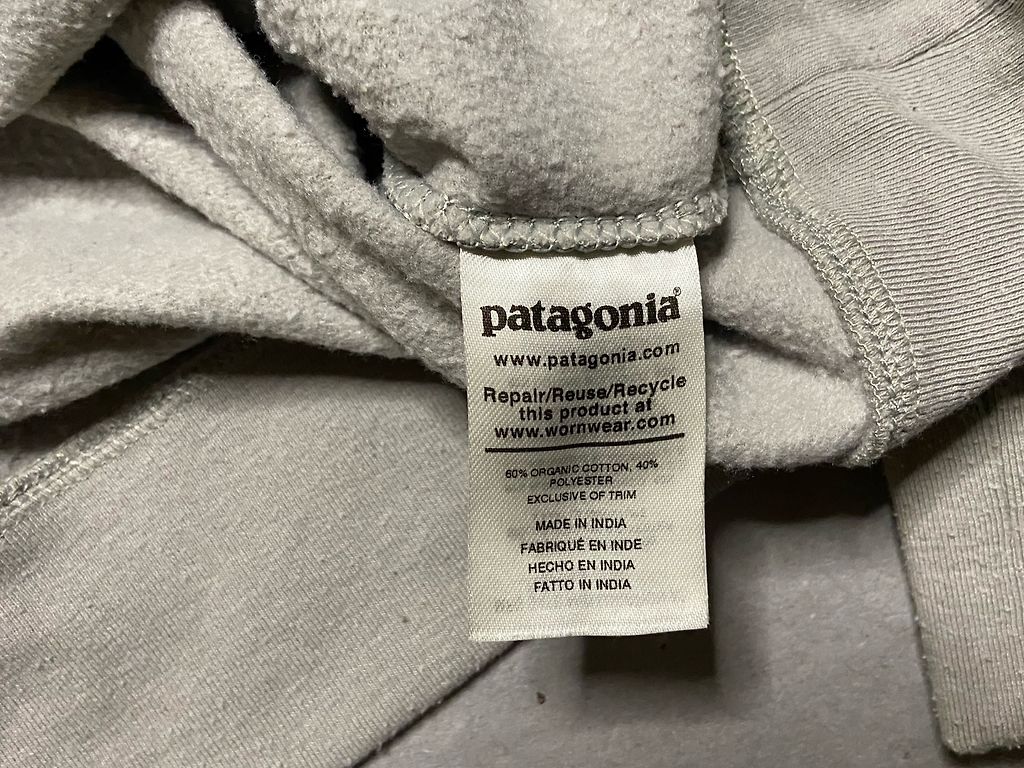 patagonia®
www.patagonia.com
Repair/Reuse/Recycle
this product at
www.wornwear.com
60% ORGANIC COTTON, 40%
POLYESTER
EXCLUSIVE OF TRIM
MADE IN INDIA
FABRIQUÉ EN INDE
HECHO EN INDIA
FATTO IN INDIA